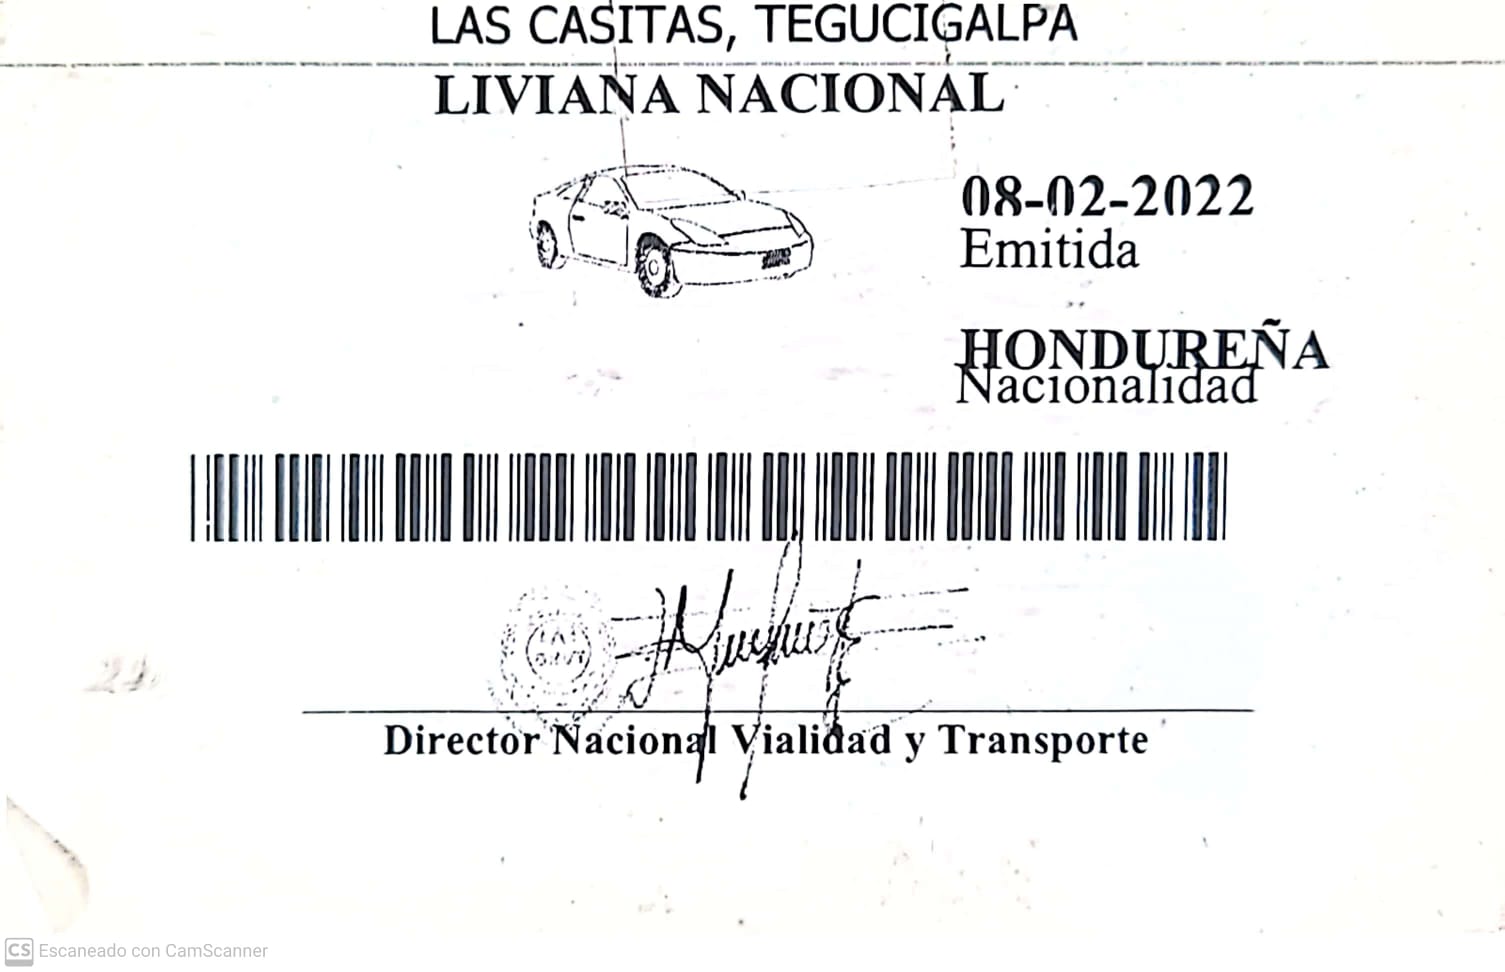 LAS CASITAS, TEGUCIGALPA
LIVIANA NACIONAL
08-02-2022
Emitida
HONDUREÑA
Nacionalidad
Director Nacional Vialidad y Transporte
CS Escaneado con CamScanner